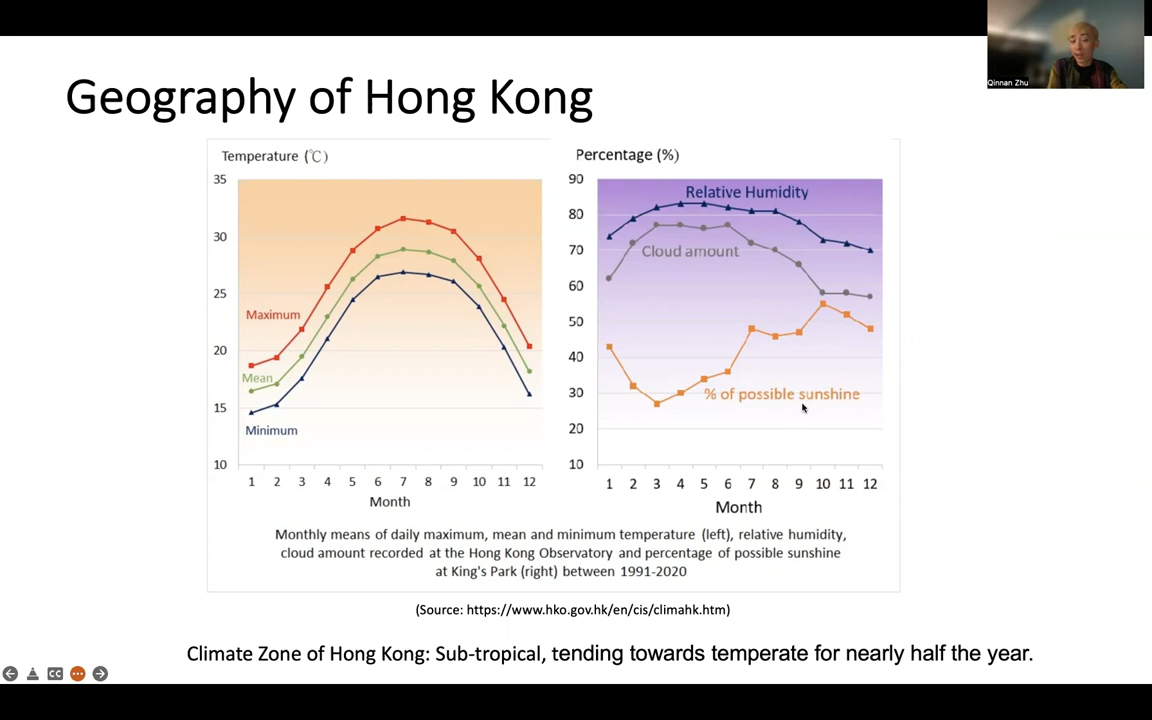 Qinnan Zhu
Geography of Hong Kong
Temperature (℃)
35
30
25
20
15
10
Maximum
Mean
Minimum
1 2 3 4 5 6 7 8 9 10 11 12
Month
Percentage (%)
90
80
70
60
50
40
30
20
10
Relative Humidity
Cloud amount
% of possible sunshine
1 2 3 4 5 6 7 8 9 10 11 12
Month
Monthly means of daily maximum, mean and minimum temperature (left), relative humidity,
cloud amount recorded at the Hong Kong Observatory and percentage of possible sunshine
at King's Park (right) between 1991-2020
(Source: https://www.hko.gov.hk/en/cis/climahk.htm)
Climate Zone of Hong Kong: Sub-tropical, tending towards temperate for nearly half the year.
CC